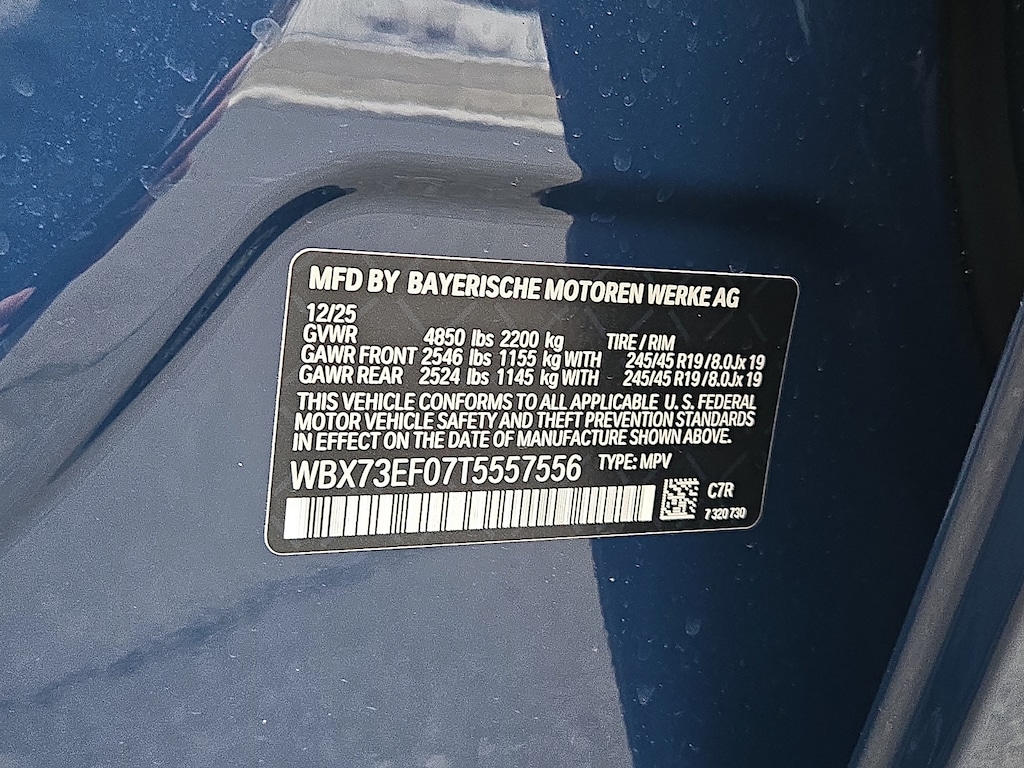 MFD BY BAYERISCHE MOTOREN WERKE AG
12/25
GVWR 4850 lbs 2200 kg TIRE / RIM
GAWR FRONT 2546 lbs 1155 kg WITH 245/45 R19/8.0Jx19
GAWR REAR 2524 lbs 1145 kg WITH 245/45 R19/8.0Jx19
THIS VEHICLE CONFORMS TO ALL APPLICABLE U.S. FEDERAL
MOTOR VEHICLE SAFETY AND THEFT PREVENTION STANDARDS
IN EFFECT ON THE DATE OF MANUFACTURE SHOWN ABOVE.
WBX73EF07T5557556 TYPE: MPV
C7R
7 320 730